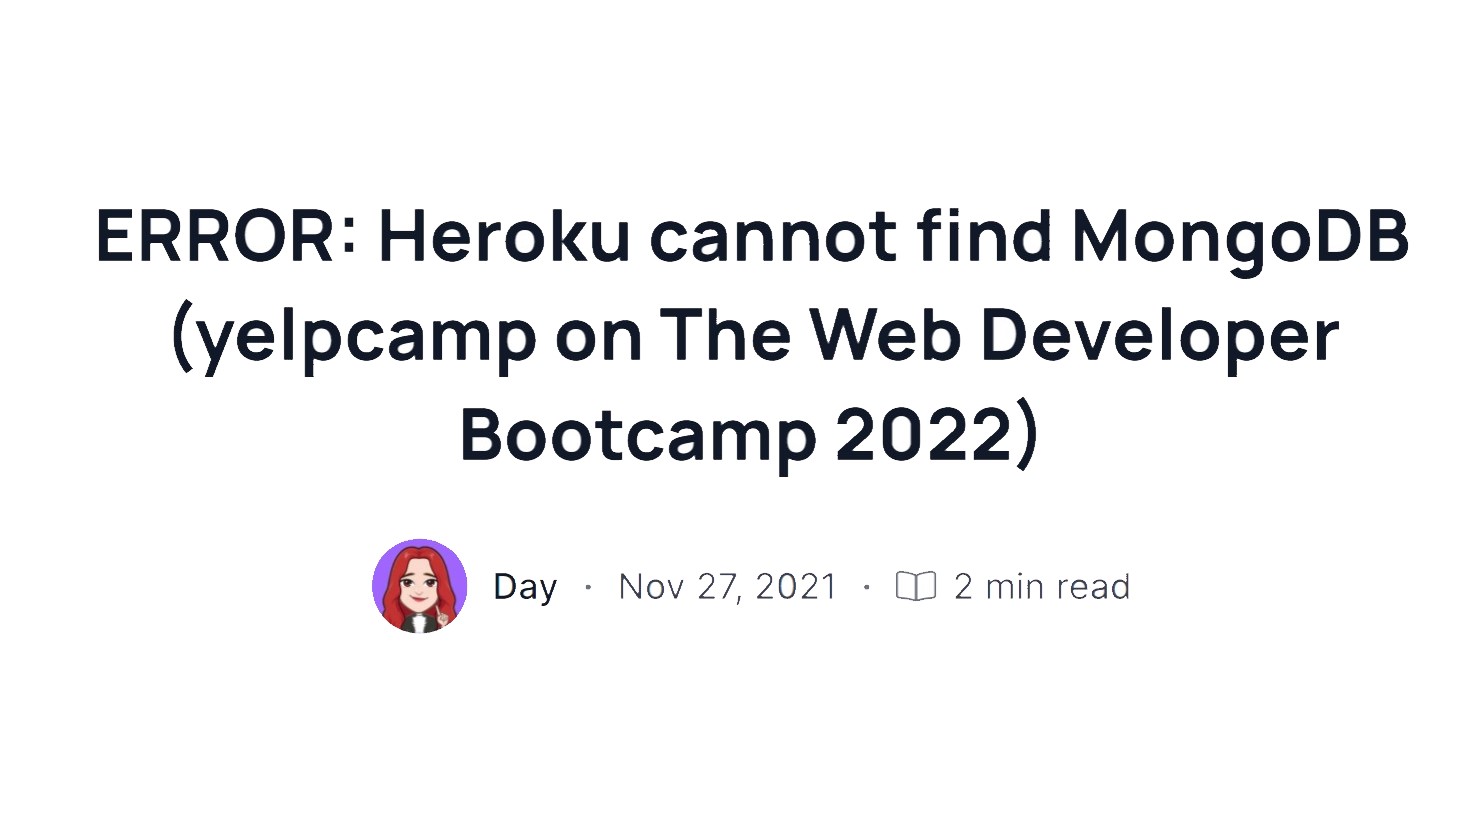 ERROR: Heroku cannot find MongoDB
(yelpcamp on The Web Developer
Bootcamp 2022)
Day · Nov 27, 2021 · 2 min read